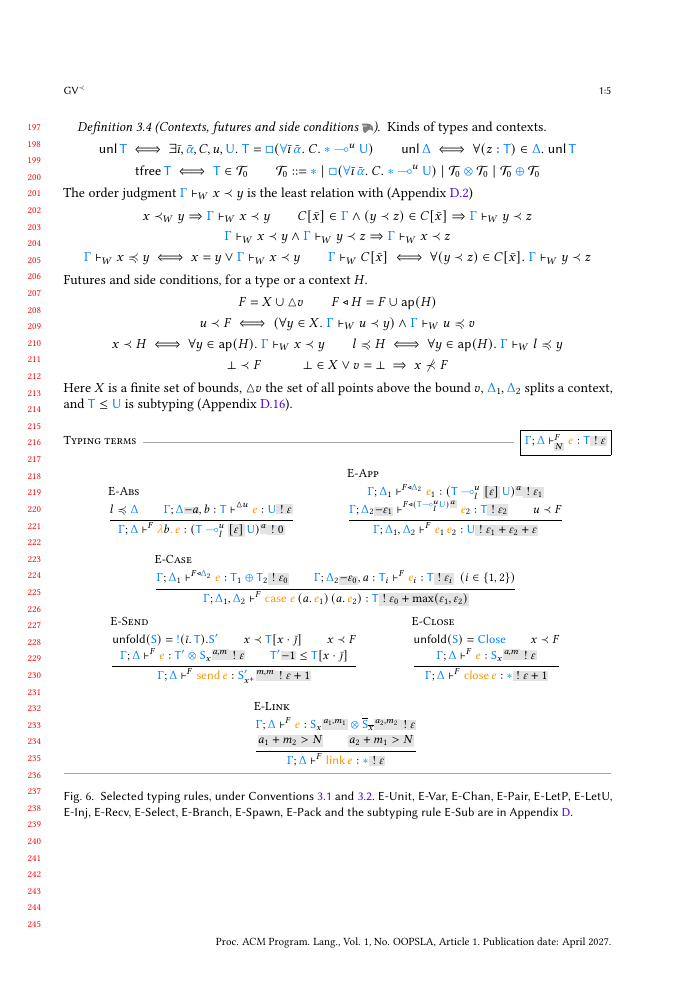 GV≺ 1:5
197 Definition 3.4 (Contexts, futures and side conditions ). Kinds of types and contexts.
198 unl T ⟺ ∃ī, ᾱ, C, u, U. T = □(∀ī ᾱ. C. ∗ ⊸ᵘ U) unl Δ ⟺ ∀(z : T) ∈ Δ. unl T
199
200 tfree T ⟺ T ∈ 𝒯₀ 𝒯₀ ::= ∗ | □(∀ī ᾱ. C. ∗ ⊸ᵘ U) | 𝒯₀ ⊗ 𝒯₀ | 𝒯₀ ⊕ 𝒯₀
201 The order judgment Γ ⊢_W x ≺ y is the least relation with (Appendix D.2)
202 x ≺_W y ⇒ Γ ⊢_W x ≺ y C[x̄] ∈ Γ ∧ (y ≺ z) ∈ C[x̄] ⇒ Γ ⊢_W y ≺ z
203
204 Γ ⊢_W x ≺ y ∧ Γ ⊢_W y ≺ z ⇒ Γ ⊢_W x ≺ z
205 Γ ⊢_W x ≼ y ⟺ x = y ∨ Γ ⊢_W x ≺ y Γ ⊢_W C[x̄] ⟺ ∀(y ≺ z) ∈ C[x̄]. Γ ⊢_W y ≺ z
206 Futures and side conditions, for a type or a context H.
207
208 F = X ∪ △v F ◂ H = F ∪ ap(H)
209 u ≺ F ⟺ (∀y ∈ X. Γ ⊢_W u ≺ y) ∧ Γ ⊢_W u ≼ v
210 x ≺ H ⟺ ∀y ∈ ap(H). Γ ⊢_W x ≺ y l ≼ H ⟺ ∀y ∈ ap(H). Γ ⊢_W l ≼ y
211 ⊥ ≺ F ⊥ ∈ X ∨ v = ⊥ ⇒ x ⊀ F
212
213 Here X is a finite set of bounds, △v the set of all points above the bound v, Δ₁, Δ₂ splits a context,
214 and T ≤ U is subtyping (Appendix D.16).
215
216 Typing terms Γ; Δ ⊢^F_N e : T ! ε
217
218 E-App
219 E-Abs Γ; Δ₁ ⊢^{F◂Δ₂} e₁ : (T ⊸^u_l [ε] U)^a ! ε₁
220 l ≼ Δ Γ; Δ−a, b : T ⊢^{△u} e : U ! ε Γ; Δ₂−ε₁ ⊢^{F◂(T⊸^u_l U)^a} e₂ : T ! ε₂ u ≺ F
221 Γ; Δ ⊢^F λb. e : (T ⊸^u_l [ε] U)^a ! 0 Γ; Δ₁, Δ₂ ⊢^F e₁ e₂ : U ! ε₁ + ε₂ + ε
222
223 E-Case
224 Γ; Δ₁ ⊢^{F◂Δ₂} e : T₁ ⊕ T₂ ! ε₀ Γ; Δ₂−ε₀, a : Tᵢ ⊢^F eᵢ : T ! εᵢ (i ∈ {1, 2})
225 Γ; Δ₁, Δ₂ ⊢^F case e (a. e₁) (a. e₂) : T ! ε₀ + max(ε₁, ε₂)
226
227 E-Send E-Close
228 unfold(S) = !(ī. T).S′ x ≺ T[x · j̄] x ≺ F unfold(S) = Close x ≺ F
229 Γ; Δ ⊢^F e : T′ ⊗ S_x^{a,m} ! ε T′−1 ≤ T[x · j̄] Γ; Δ ⊢^F e : S_x^{a,m} ! ε
230 Γ; Δ ⊢^F send e : S′_{x⁺}^{m,m} ! ε + 1 Γ; Δ ⊢^F close e : ∗ ! ε + 1
231
232 E-Link
233 Γ; Δ ⊢^F e : S_x^{a₁,m₁} ⊗ S̄_x̄^{a₂,m₂} ! ε
234 a₁ + m₂ > N a₂ + m₁ > N
235 Γ; Δ ⊢^F link e : ∗ ! ε
236
237 Fig. 6. Selected typing rules, under Conventions 3.1 and 3.2. E-Unit, E-Var, E-Chan, E-Pair, E-LetP, E-LetU,
238 E-Inj, E-Recv, E-Select, E-Branch, E-Spawn, E-Pack and the subtyping rule E-Sub are in Appendix D.
239
240
241
242
243
244
245
Proc. ACM Program. Lang., Vol. 1, No. OOPSLA, Article 1. Publication date: April 2027.